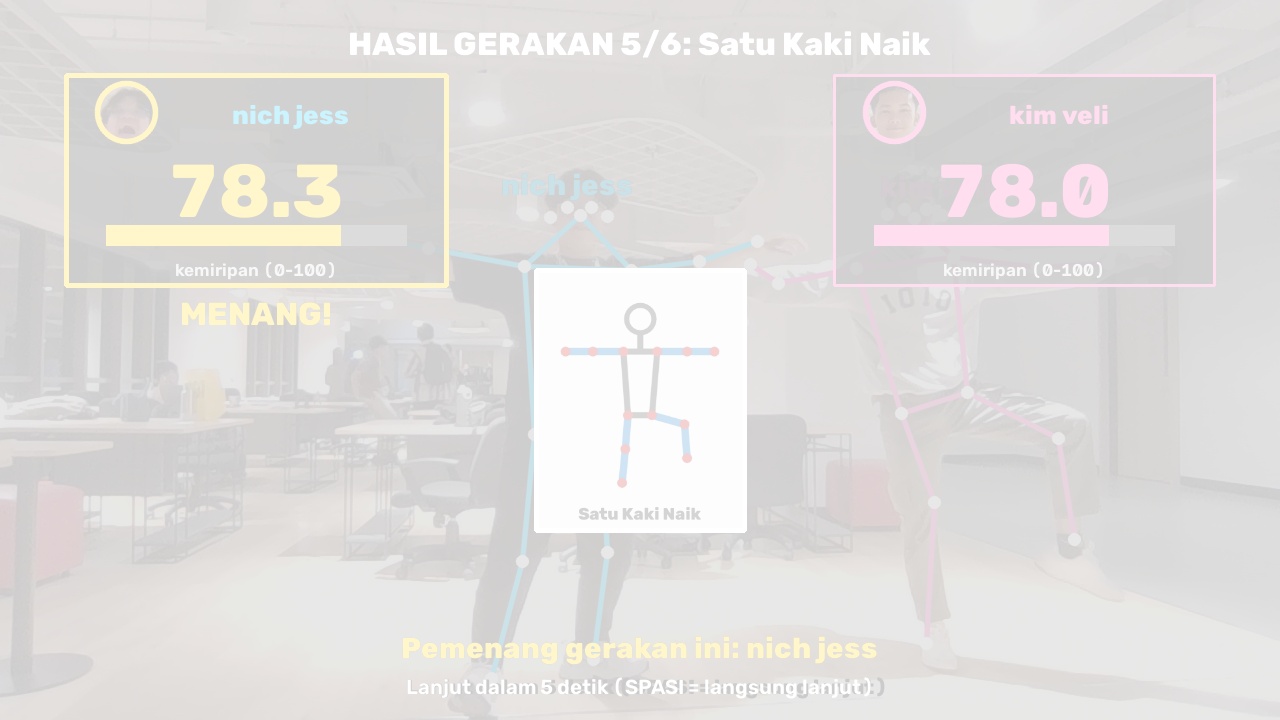 HASIL GERAKAN 5/6: Satu Kaki Naik
nich jess
78.3
kemiripan (0-100)
MENANG!
kim veli
78.0
kemiripan (0-100)
nich jess
1010
Satu Kaki Naik
Pemenang gerakan ini: nich jess
Lanjut dalam 5 detik (SPASI = langsung lanjut)